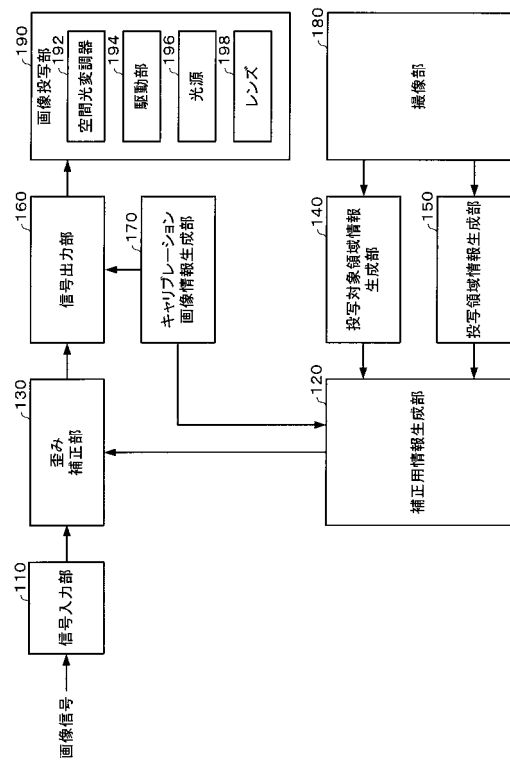 画像信号
110
信号入力部
130
歪み
補正部
160
信号出力部
190
画像投写部
192
空間光変調器
194
駆動部
196
光源
198
レンズ
170
キャリブレーション
画像情報生成部
120
補正用情報生成部
140
投写対象領域情報
生成部
150
投写領域情報生成部
180
撮像部